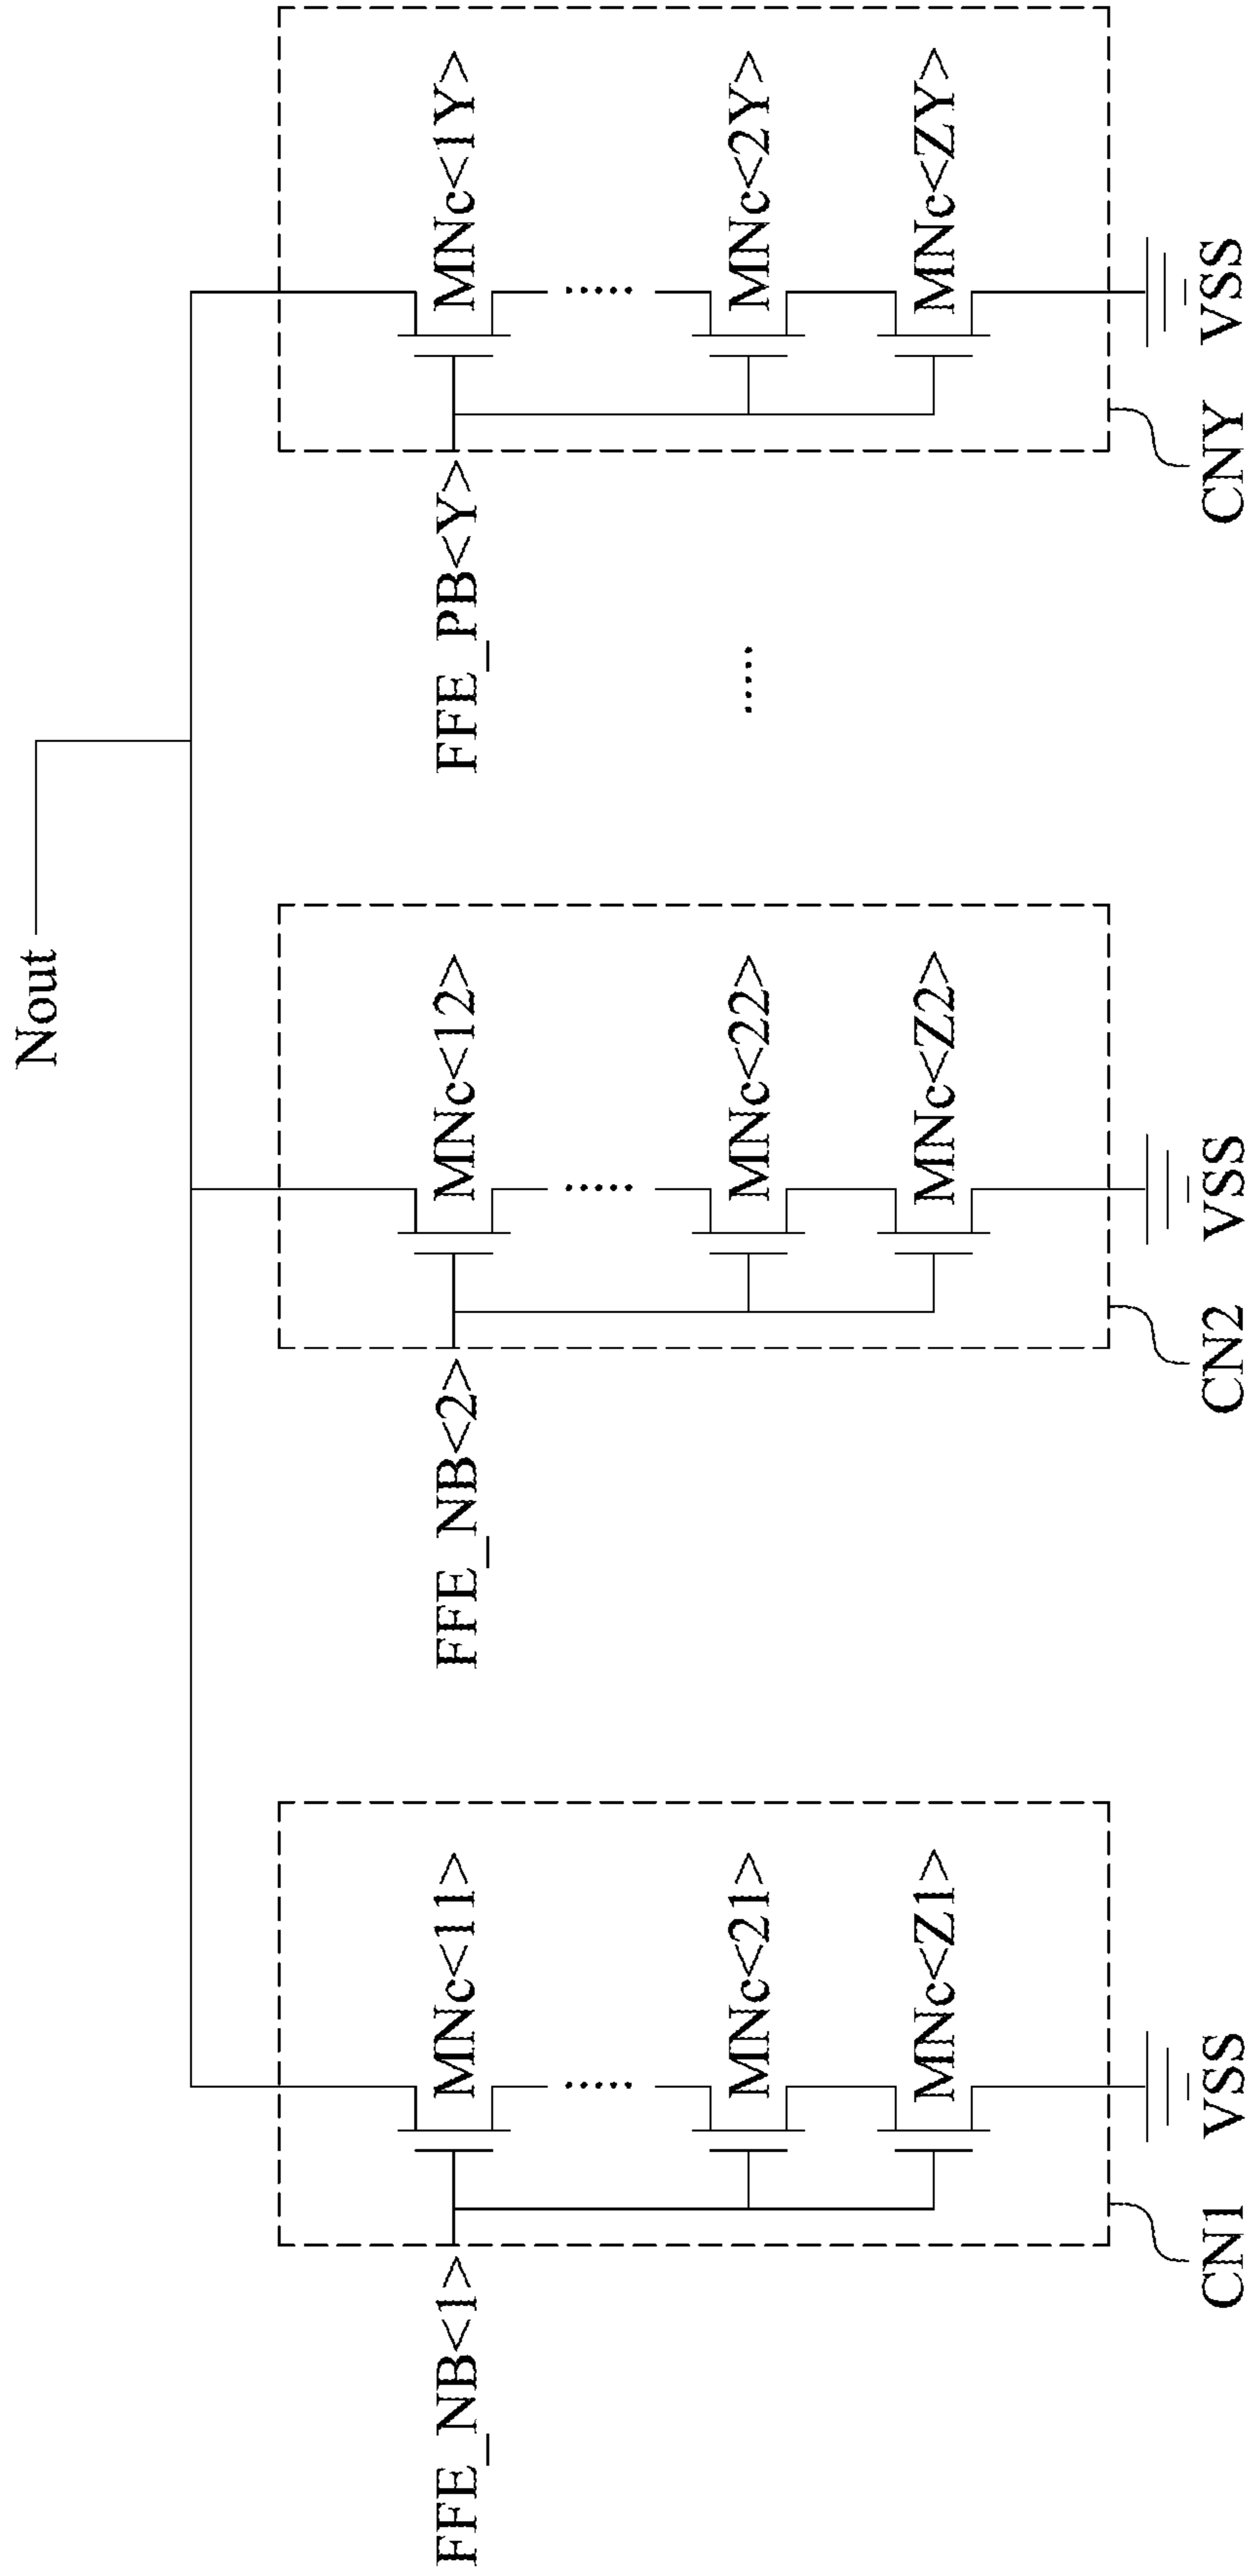 Nout
FFE_NB<1>
MNc<11>
MNc<21>
MNc<Z1>
CN1
VSS
FFE_NB<2>
MNc<12>
MNc<22>
MNc<Z2>
CN2
VSS
FFE_PB<Y>
MNc<1Y>
MNc<2Y>
MNc<ZY>
CNY
VSS